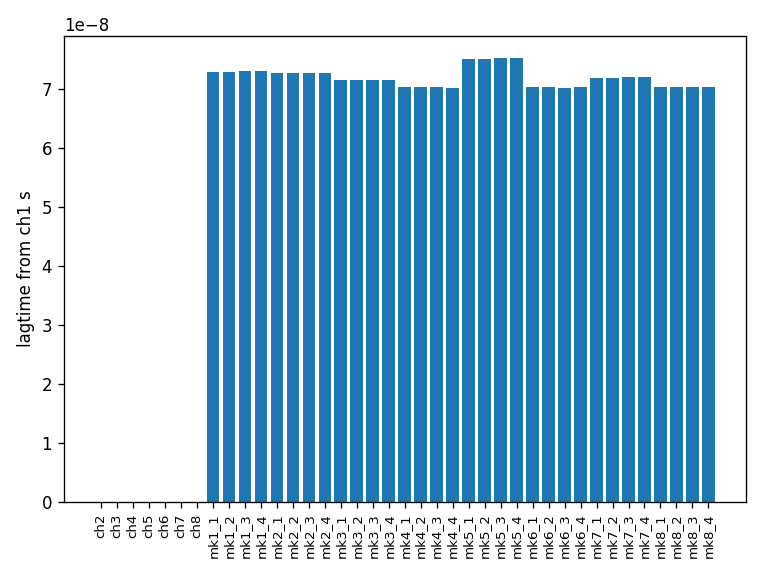 1e−8
7
6
5
4
3
2
1
0
lagtime from ch1 s
ch2
ch3
ch4
ch5
ch6
ch7
ch8
mk1_1
mk1_2
mk1_3
mk1_4
mk2_1
mk2_2
mk2_3
mk2_4
mk3_1
mk3_2
mk3_3
mk3_4
mk4_1
mk4_2
mk4_3
mk4_4
mk5_1
mk5_2
mk5_3
mk5_4
mk6_1
mk6_2
mk6_3
mk6_4
mk7_1
mk7_2
mk7_3
mk7_4
mk8_1
mk8_2
mk8_3
mk8_4